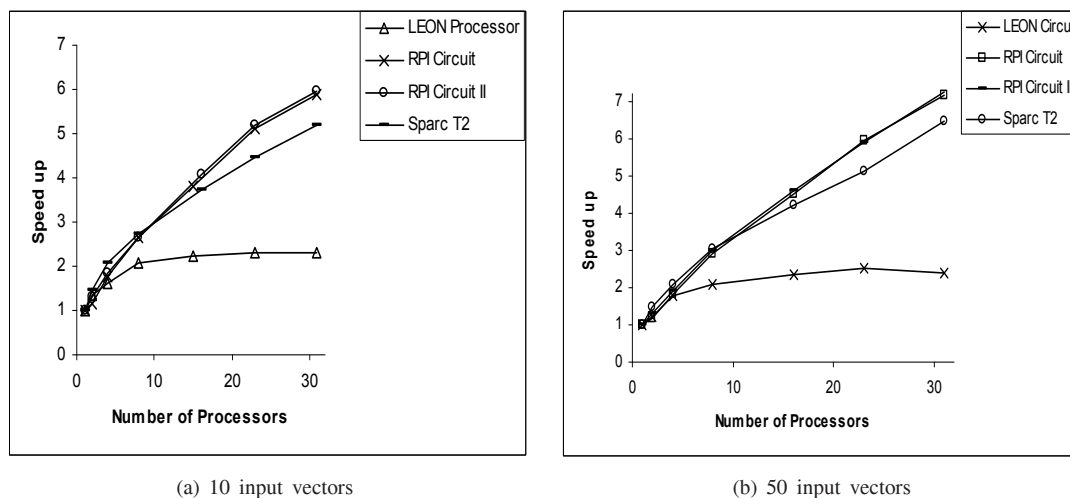 LEON Processor
RPI Circuit
RPI Circuit II
Sparc T2
7
6
5
4
3
2
1
0
Speed up
0 10 20 30
Number of Processors
(a) 10 input vectors
LEON Circu
RPI Circuit
RPI Circuit I
Sparc T2
7
6
5
4
3
2
1
0
Speed up
0 10 20 30
Number of Processors
(b) 50 input vectors